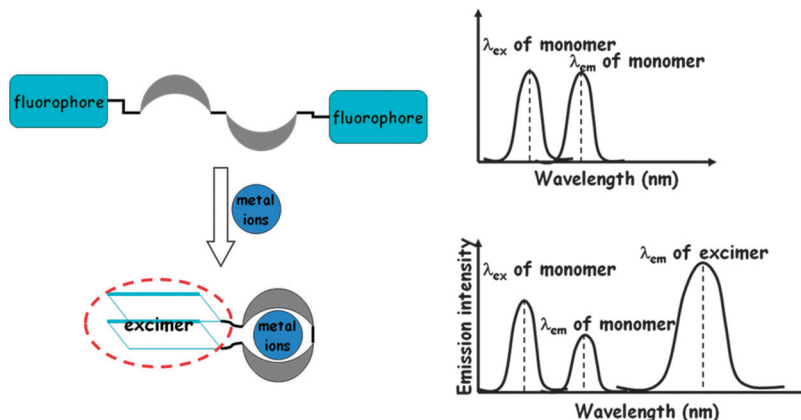 fluorophore
fluorophore
metal
ions
excimer
metal
ions
λex of monomer
λem of monomer
Wavelength (nm)
Emission intensity
λex of monomer
λem of monomer
λem of excimer
Wavelength (nm)